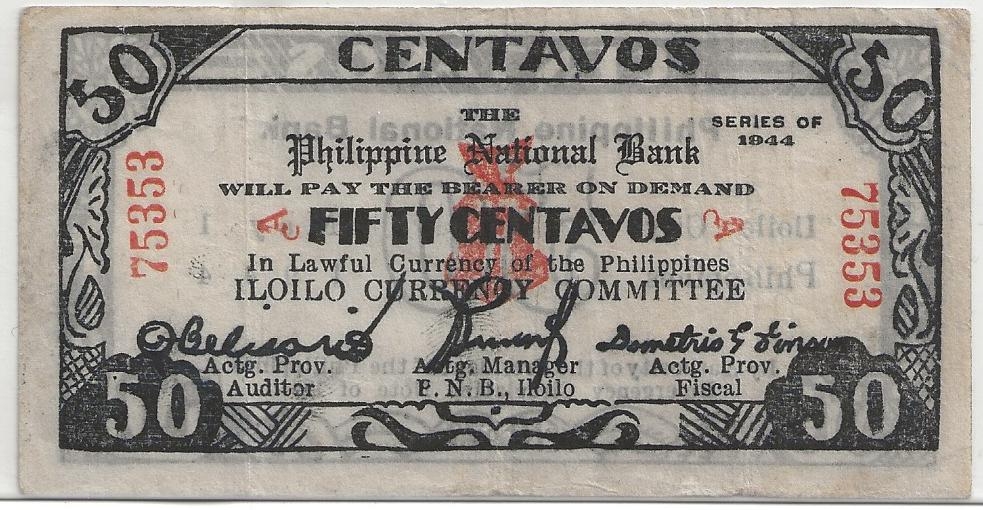 50 CENTAVOS 50
THE
Philippine National Bank
SERIES OF
1944
WILL PAY THE BEARER ON DEMAND
FIFTY CENTAVOS
A
A
75353
75353
In Lawful Currency of the Philippines
ILOILO CURRENCY COMMITTEE
Actg. Prov. Actg. Manager Actg. Prov.
Auditor P. N. B., Iloilo Fiscal
50 50